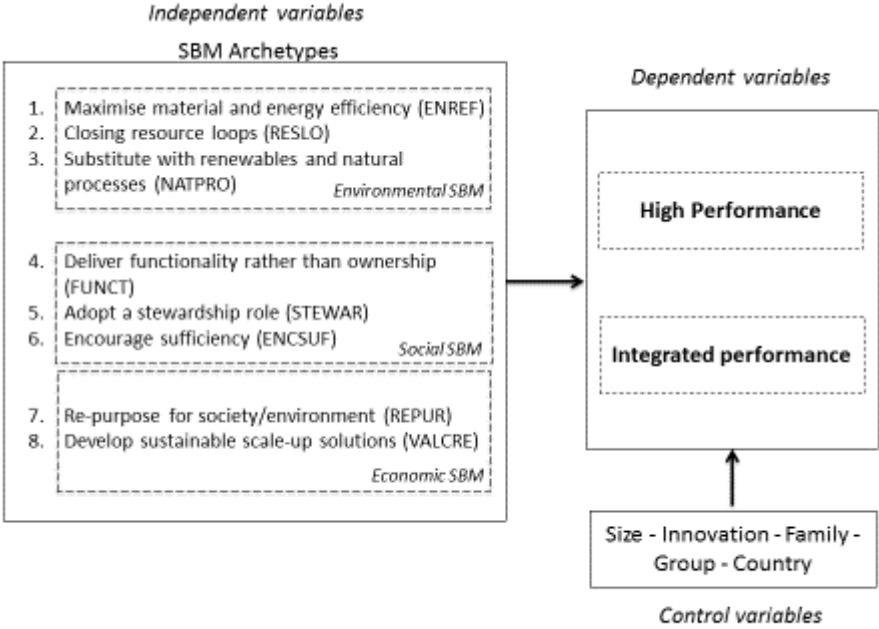 Independent variables
SBM Archetypes
1. Maximise material and energy efficiency (ENREF)
2. Closing resource loops (RESLO)
3. Substitute with renewables and natural
processes (NATPRO)
Environmental SBM
4. Deliver functionality rather than ownership
(FUNCT)
5. Adopt a stewardship role (STEWAR)
6. Encourage sufficiency (ENCSUF)
Social SBM
7. Re-purpose for society/environment (REPUR)
8. Develop sustainable scale-up solutions (VALCRE)
Economic SBM
Dependent variables
High Performance
Integrated performance
Size - Innovation - Family -
Group - Country
Control variables